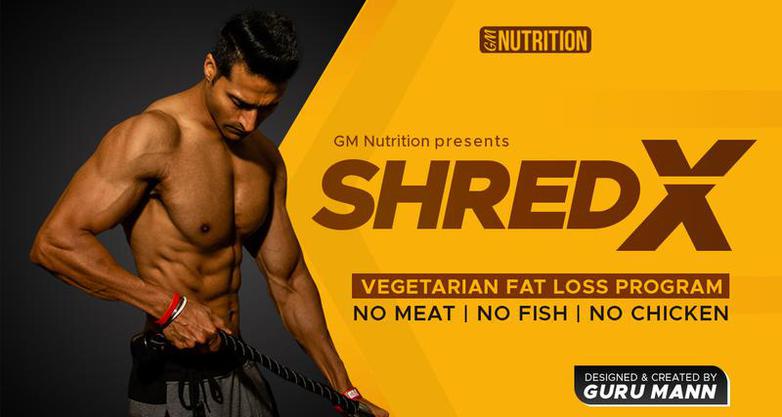 GM NUTRITION
GM Nutrition presents
SHREDX
VEGETARIAN FAT LOSS PROGRAM
NO MEAT | NO FISH | NO CHICKEN
DESIGNED & CREATED BY
GURU MANN